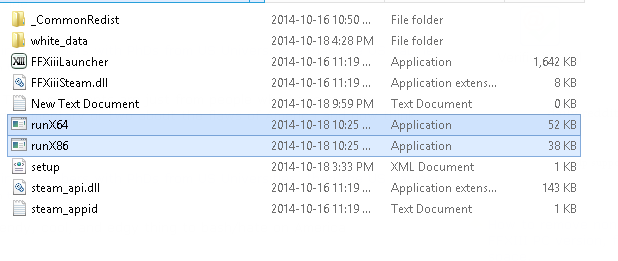 _CommonRedist 2014-10-16 10:50 ... File folder
white_data 2014-10-18 4:28 PM File folder
XIII FFXiiiLauncher 2014-10-16 11:19 ... Application 1,642 KB
FFXiiiSteam.dll 2014-10-16 11:19 ... Application extens... 8 KB
New Text Document 2014-10-18 9:59 PM Text Document 0 KB
runX64 2014-10-18 10:25 ... Application 52 KB
runX86 2014-10-18 10:25 ... Application 38 KB
setup 2014-10-18 3:33 PM XML Document 1 KB
steam_api.dll 2014-10-16 11:19 ... Application extens... 143 KB
steam_appid 2014-10-16 11:19 ... Text Document 1 KB